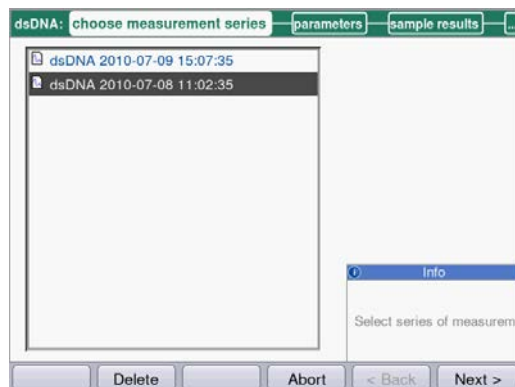 dsDNA: choose measurement series parameters sample results ...
dsDNA 2010-07-09 15:07:35
dsDNA 2010-07-08 11:02:35
Info
Select series of measurem
Delete Abort < Back Next >